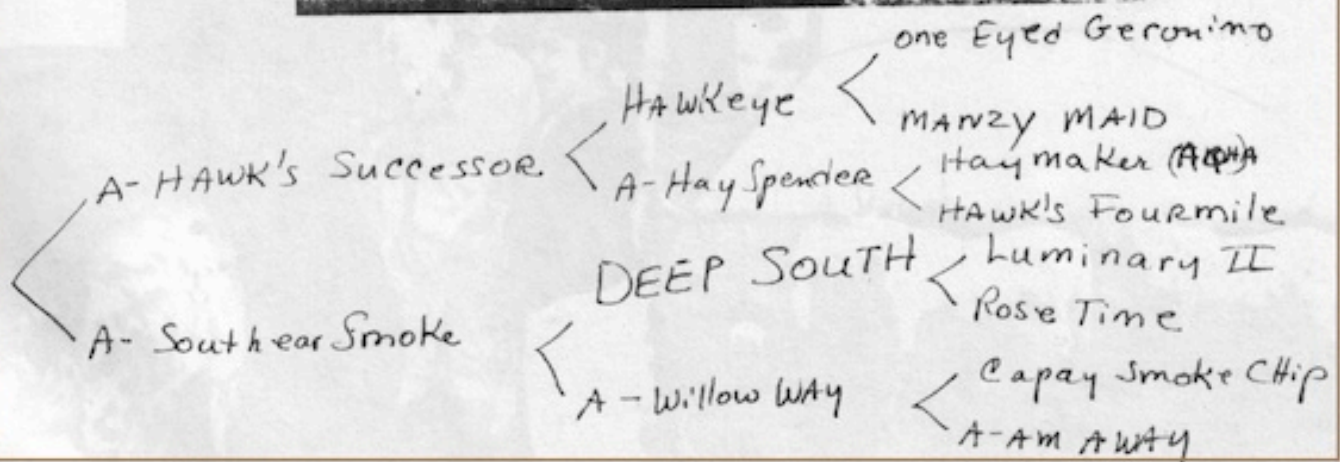 one Eyed Geronimo
HAWKeye
MANZY MAID
A- HAWK's Successor
Haymaker (Alpha)
A-Hay Spender
HAWK'S Fourmile
DEEP SOUTH
Luminary II
Rose Time
A- Southear Smoke
Capay Smoke CHip
A - Willow WAY
A-AM AWAY